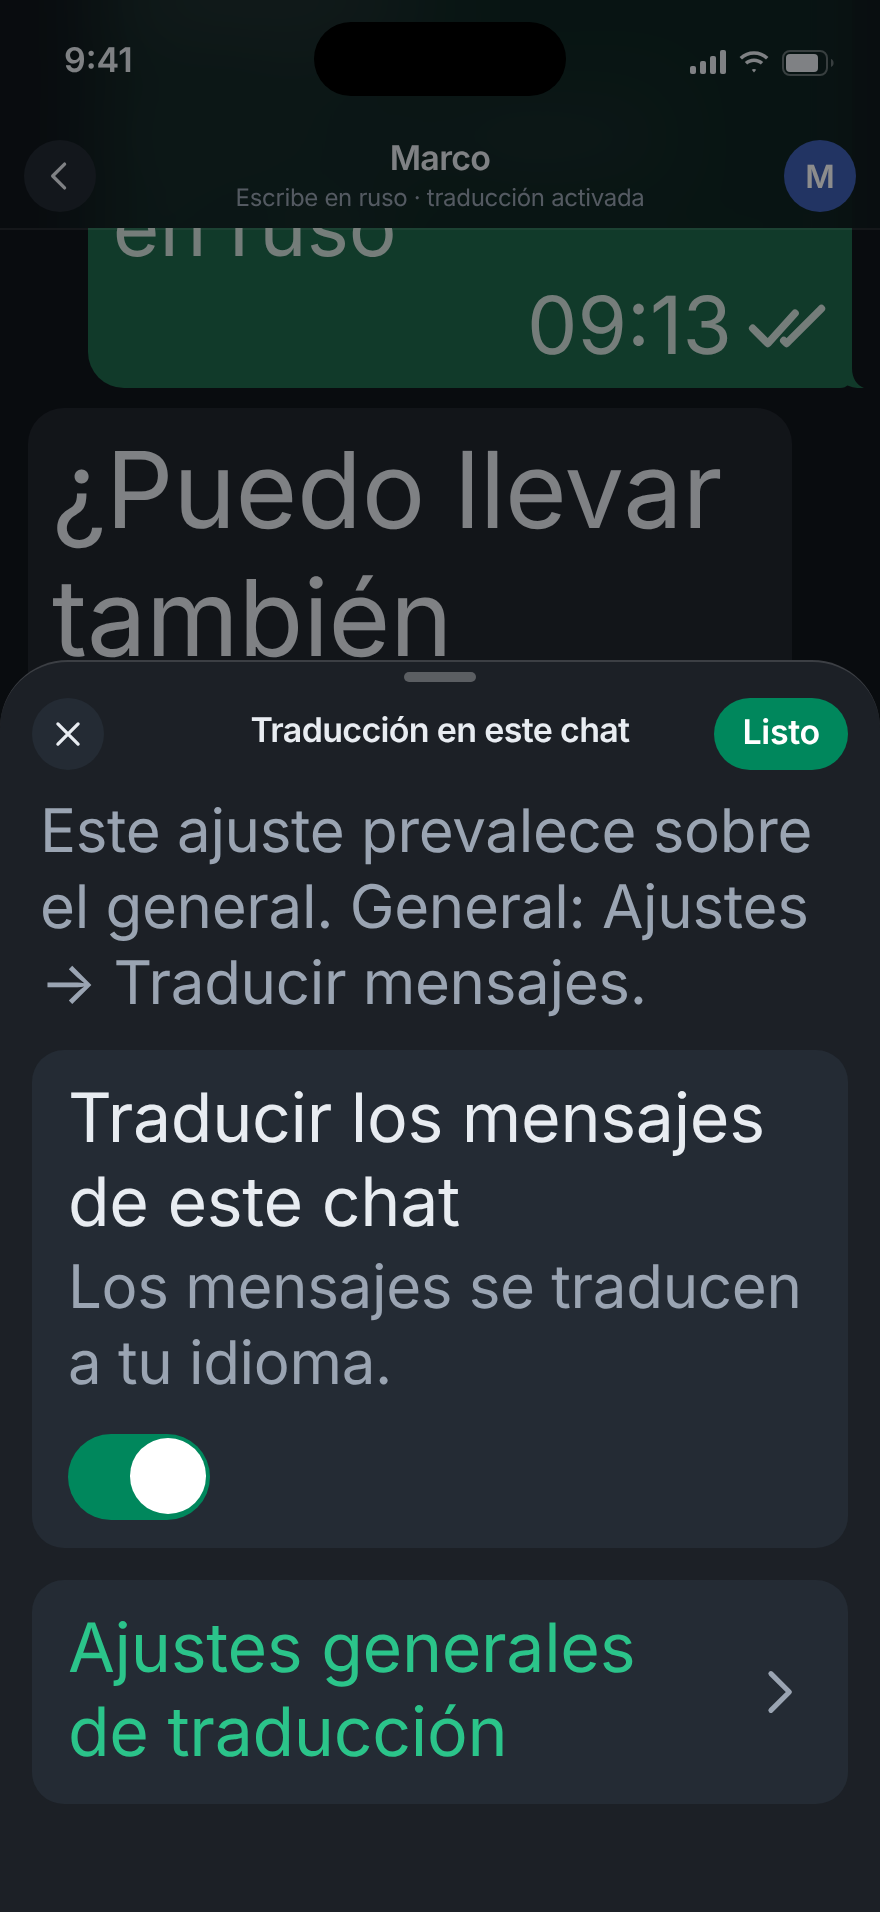 9:41
Marco
Escribe en ruso · traducción activada
M
en ruso
09:13
¿Puedo llevar
también
Traducción en este chat
Listo
Este ajuste prevalece sobre
el general. General: Ajustes
→ Traducir mensajes.
Traducir los mensajes
de este chat
Los mensajes se traducen
a tu idioma.
Ajustes generales
de traducción